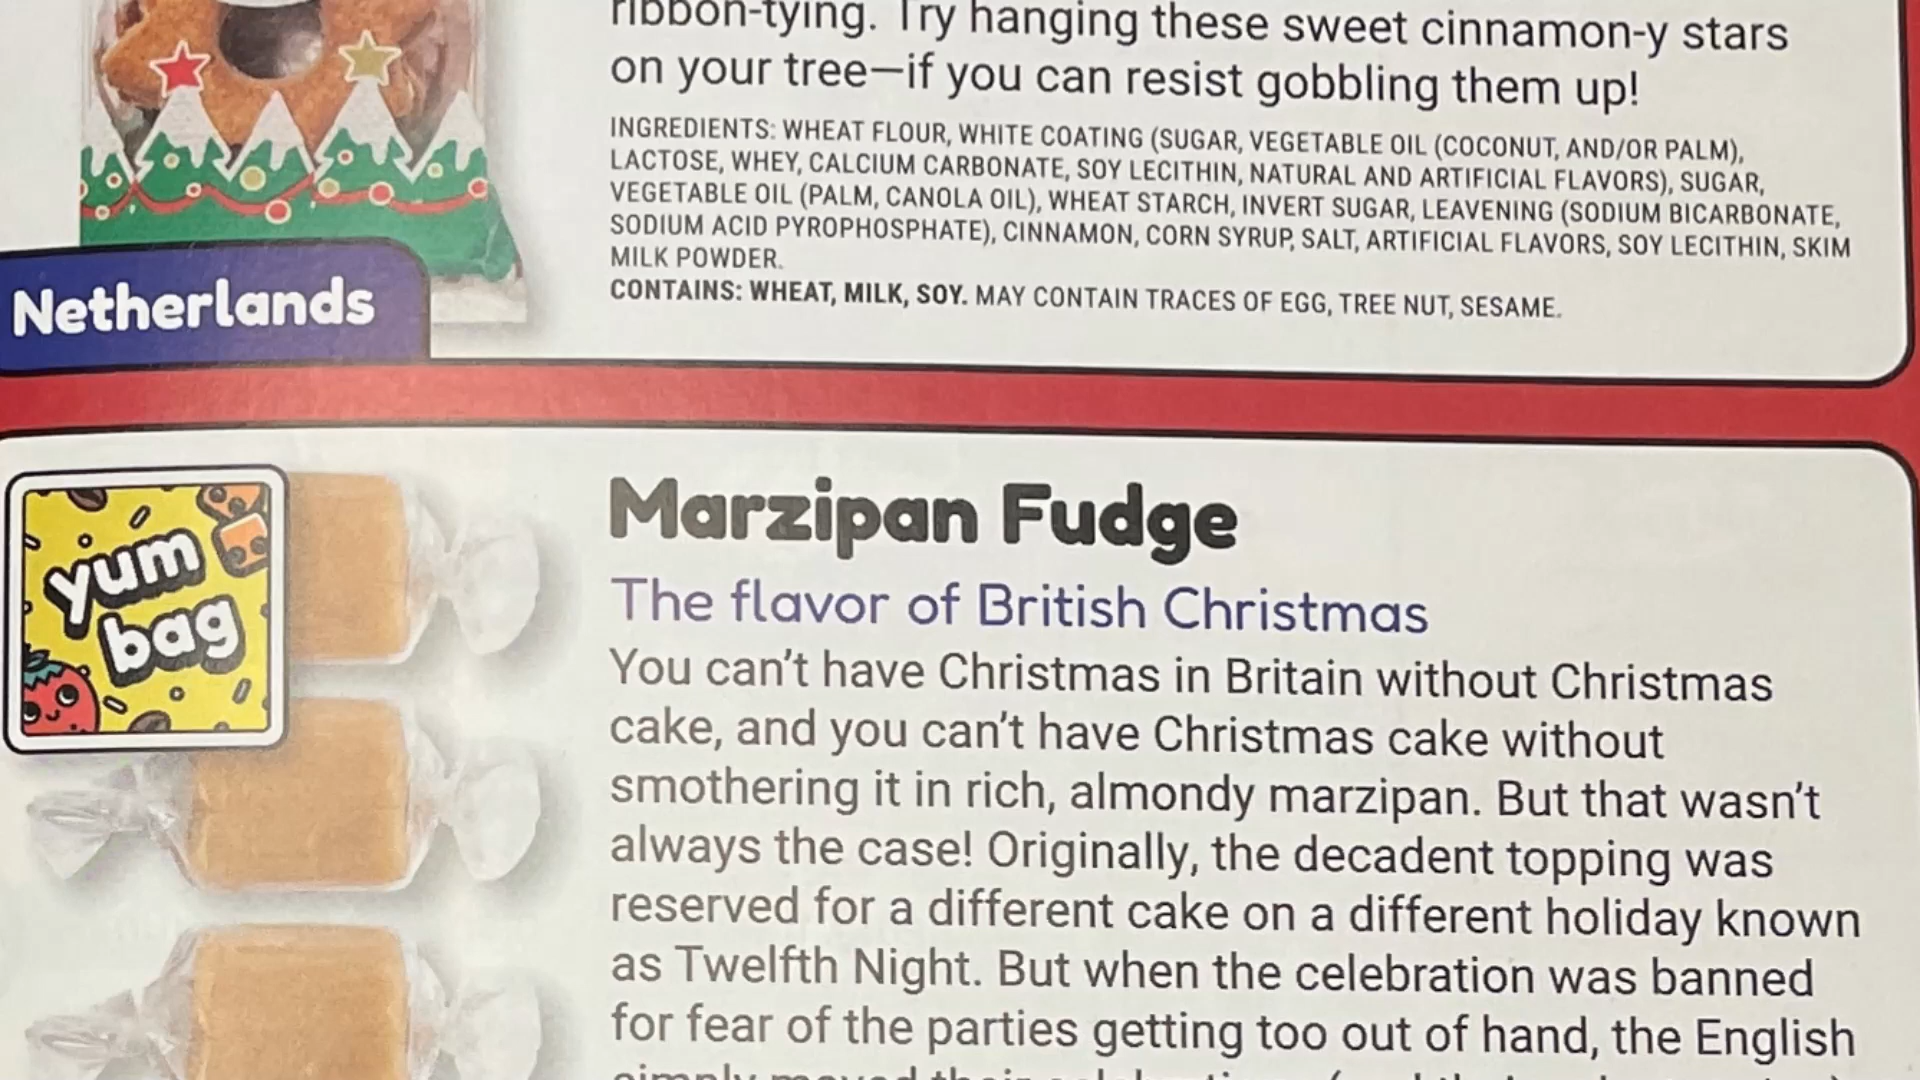 ribbon-tying. Try hanging these sweet cinnamon-y stars
on your tree—if you can resist gobbling them up!
INGREDIENTS: WHEAT FLOUR, WHITE COATING (SUGAR, VEGETABLE OIL (COCONUT, AND/OR PALM),
LACTOSE, WHEY, CALCIUM CARBONATE, SOY LECITHIN, NATURAL AND ARTIFICIAL FLAVORS), SUGAR,
VEGETABLE OIL (PALM, CANOLA OIL), WHEAT STARCH, INVERT SUGAR, LEAVENING (SODIUM BICARBONATE,
SODIUM ACID PYROPHOSPHATE), CINNAMON, CORN SYRUP, SALT, ARTIFICIAL FLAVORS, SOY LECITHIN, SKIM
MILK POWDER.
CONTAINS: WHEAT, MILK, SOY. MAY CONTAIN TRACES OF EGG, TREE NUT, SESAME.
Netherlands
yum
bag
Marzipan Fudge
The flavor of British Christmas
You can't have Christmas in Britain without Christmas
cake, and you can't have Christmas cake without
smothering it in rich, almondy marzipan. But that wasn't
always the case! Originally, the decadent topping was
reserved for a different cake on a different holiday known
as Twelfth Night. But when the celebration was banned
for fear of the parties getting too out of hand, the English